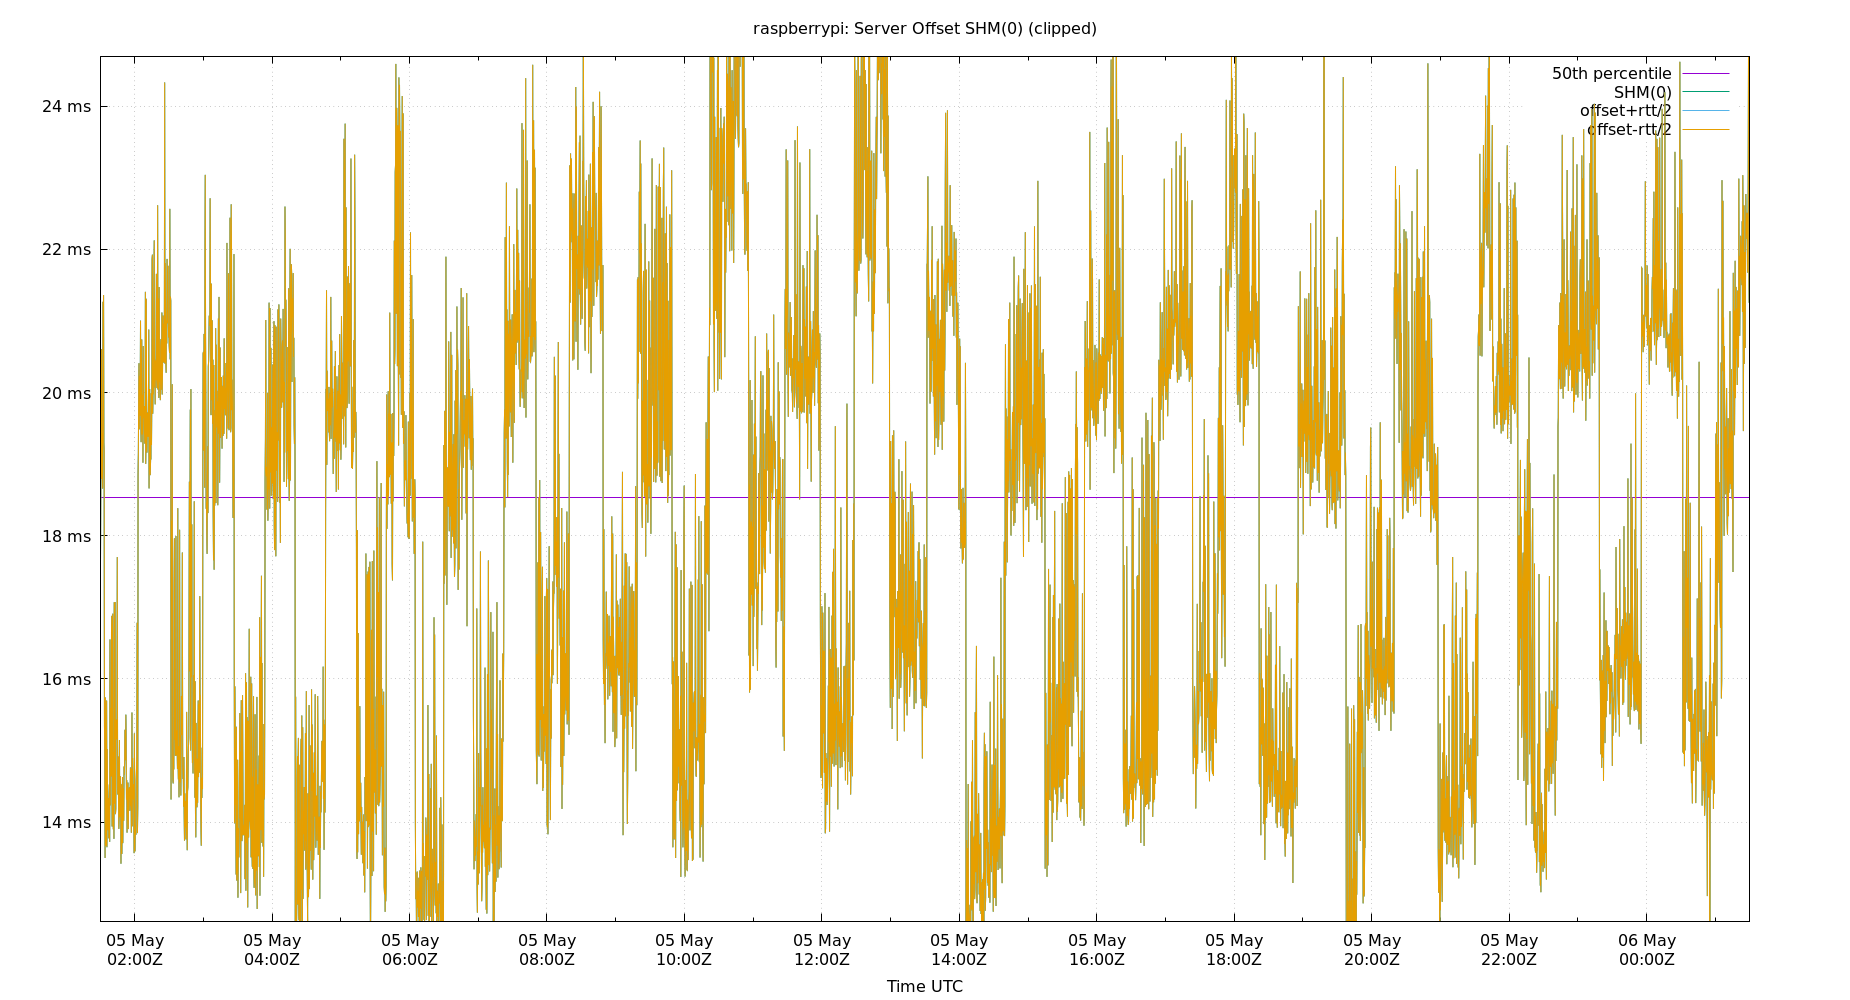 raspberrypi: Server Offset SHM(0) (clipped)
50th percentile
SHM(0)
offset+rtt/2
offset-rtt/2
24 ms
22 ms
20 ms
18 ms
16 ms
14 ms
05 May 05 May 05 May 05 May 05 May 05 May 05 May 05 May 05 May 05 May 05 May 06 May
02:00Z 04:00Z 06:00Z 08:00Z 10:00Z 12:00Z 14:00Z 16:00Z 18:00Z 20:00Z 22:00Z 00:00Z
Time UTC